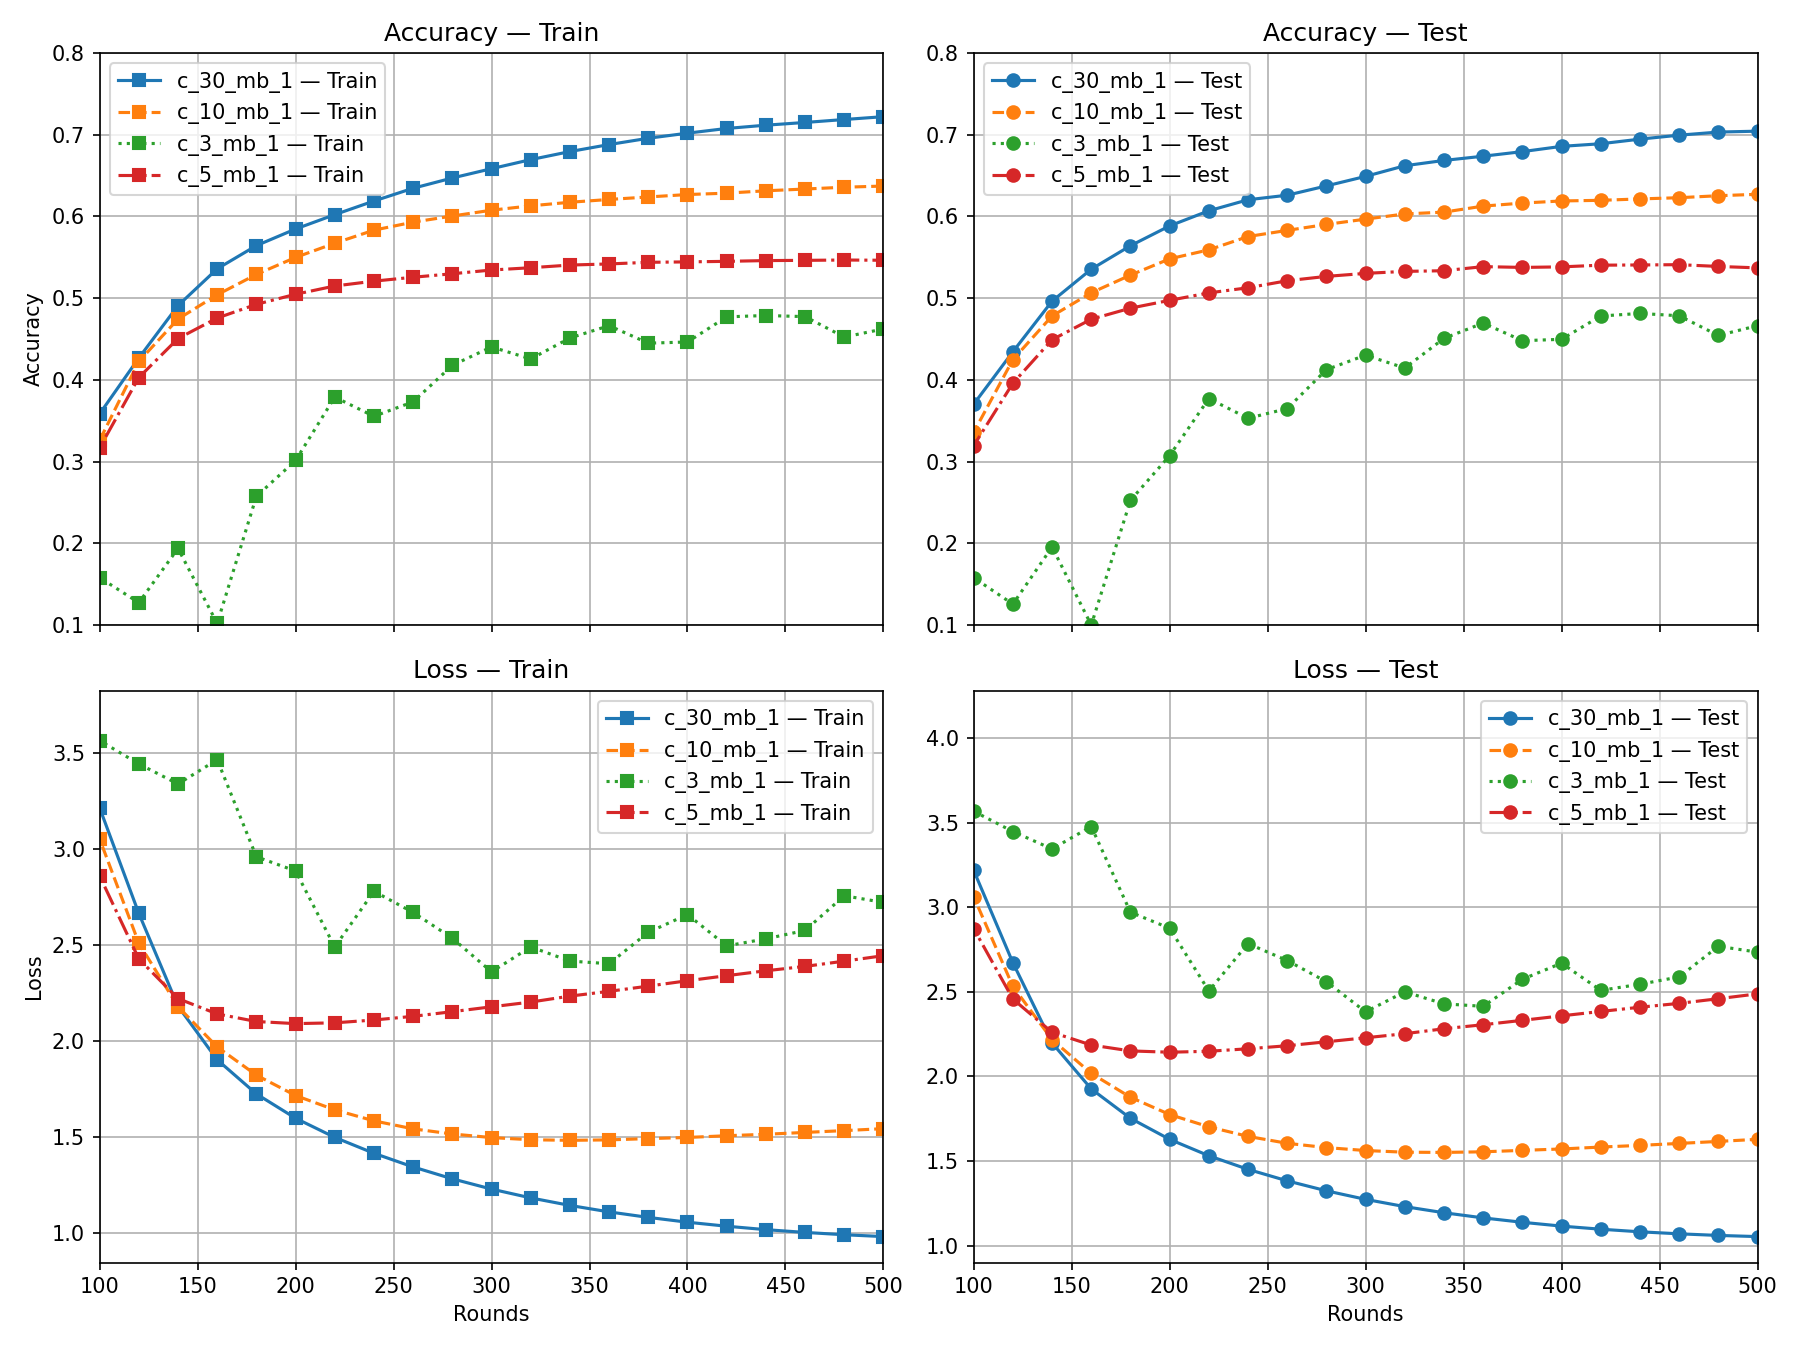 Accuracy — Train
Accuracy
0.8
0.7
0.6
0.5
0.4
0.3
0.2
0.1
c_30_mb_1 — Train
c_10_mb_1 — Train
c_3_mb_1 — Train
c_5_mb_1 — Train
Accuracy — Test
0.8
0.7
0.6
0.5
0.4
0.3
0.2
0.1
c_30_mb_1 — Test
c_10_mb_1 — Test
c_3_mb_1 — Test
c_5_mb_1 — Test
Loss — Train
Loss
3.5
3.0
2.5
2.0
1.5
1.0
c_30_mb_1 — Train
c_10_mb_1 — Train
c_3_mb_1 — Train
c_5_mb_1 — Train
100 150 200 250 300 350 400 450 500
Rounds
Loss — Test
4.0
3.5
3.0
2.5
2.0
1.5
1.0
c_30_mb_1 — Test
c_10_mb_1 — Test
c_3_mb_1 — Test
c_5_mb_1 — Test
100 150 200 250 300 350 400 450 500
Rounds